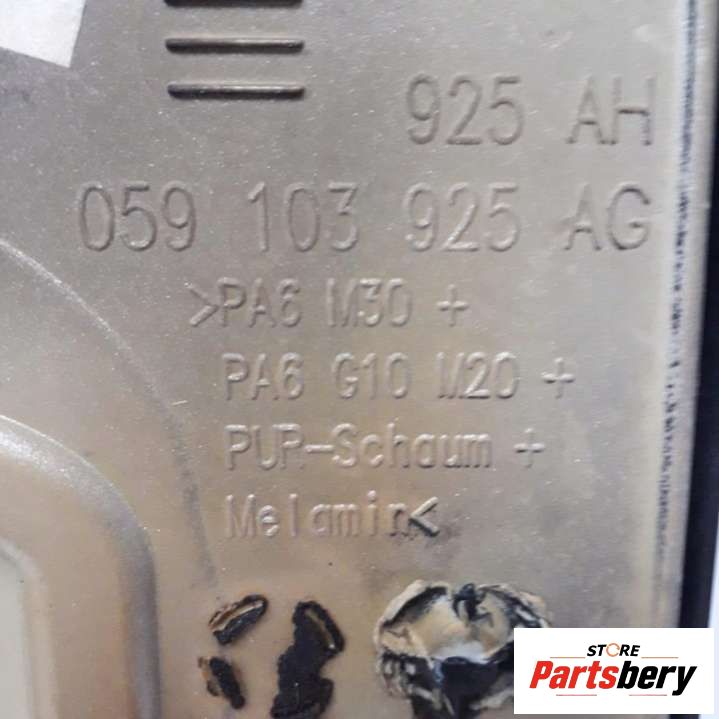 925 AH
059 103 925 AG
>PA6 M30 +
PA6 G10 M20 +
PUR-Schaum +
Melamin<
STORE
Partsbery